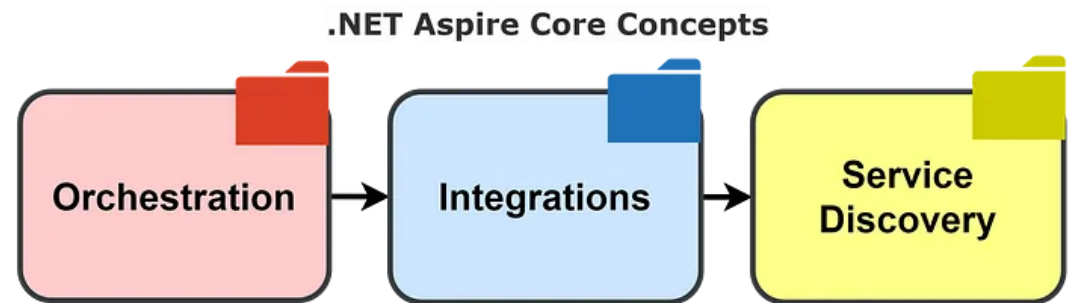 .NET Aspire Core Concepts
Orchestration
Integrations
Service
Discovery